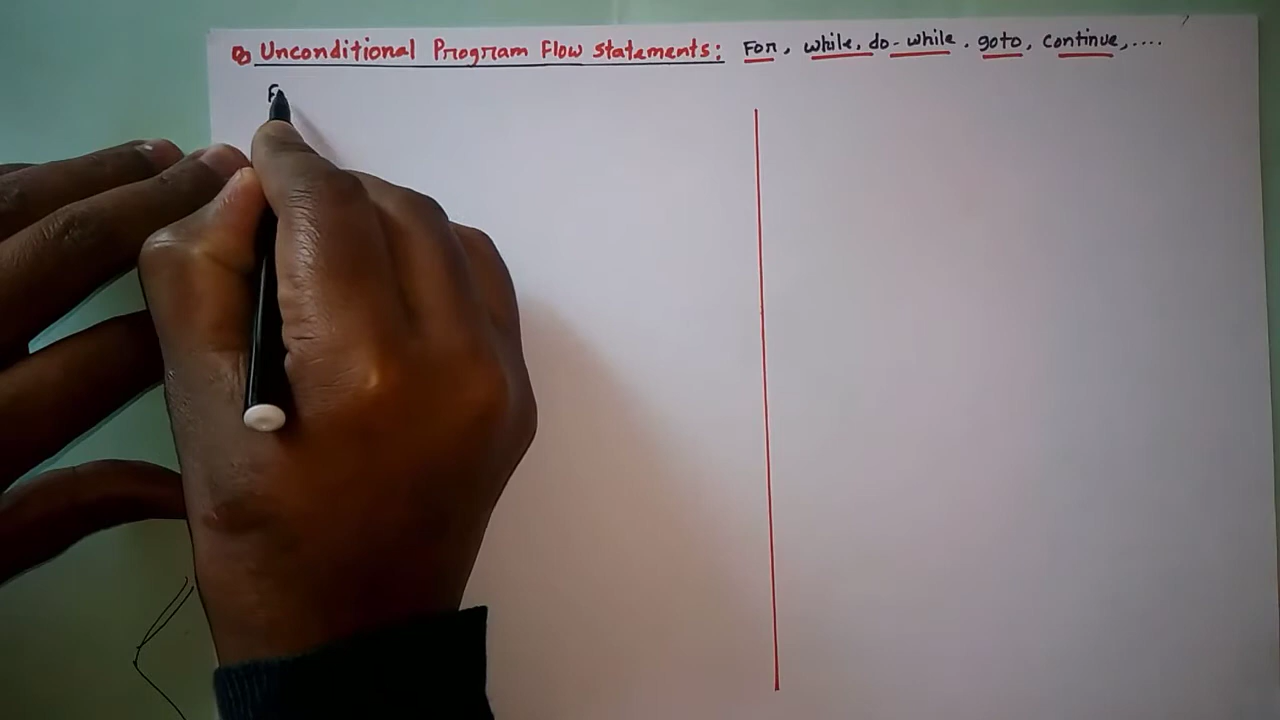 Unconditional Program Flow statements: For, while, do-while, goto, continue,....
F